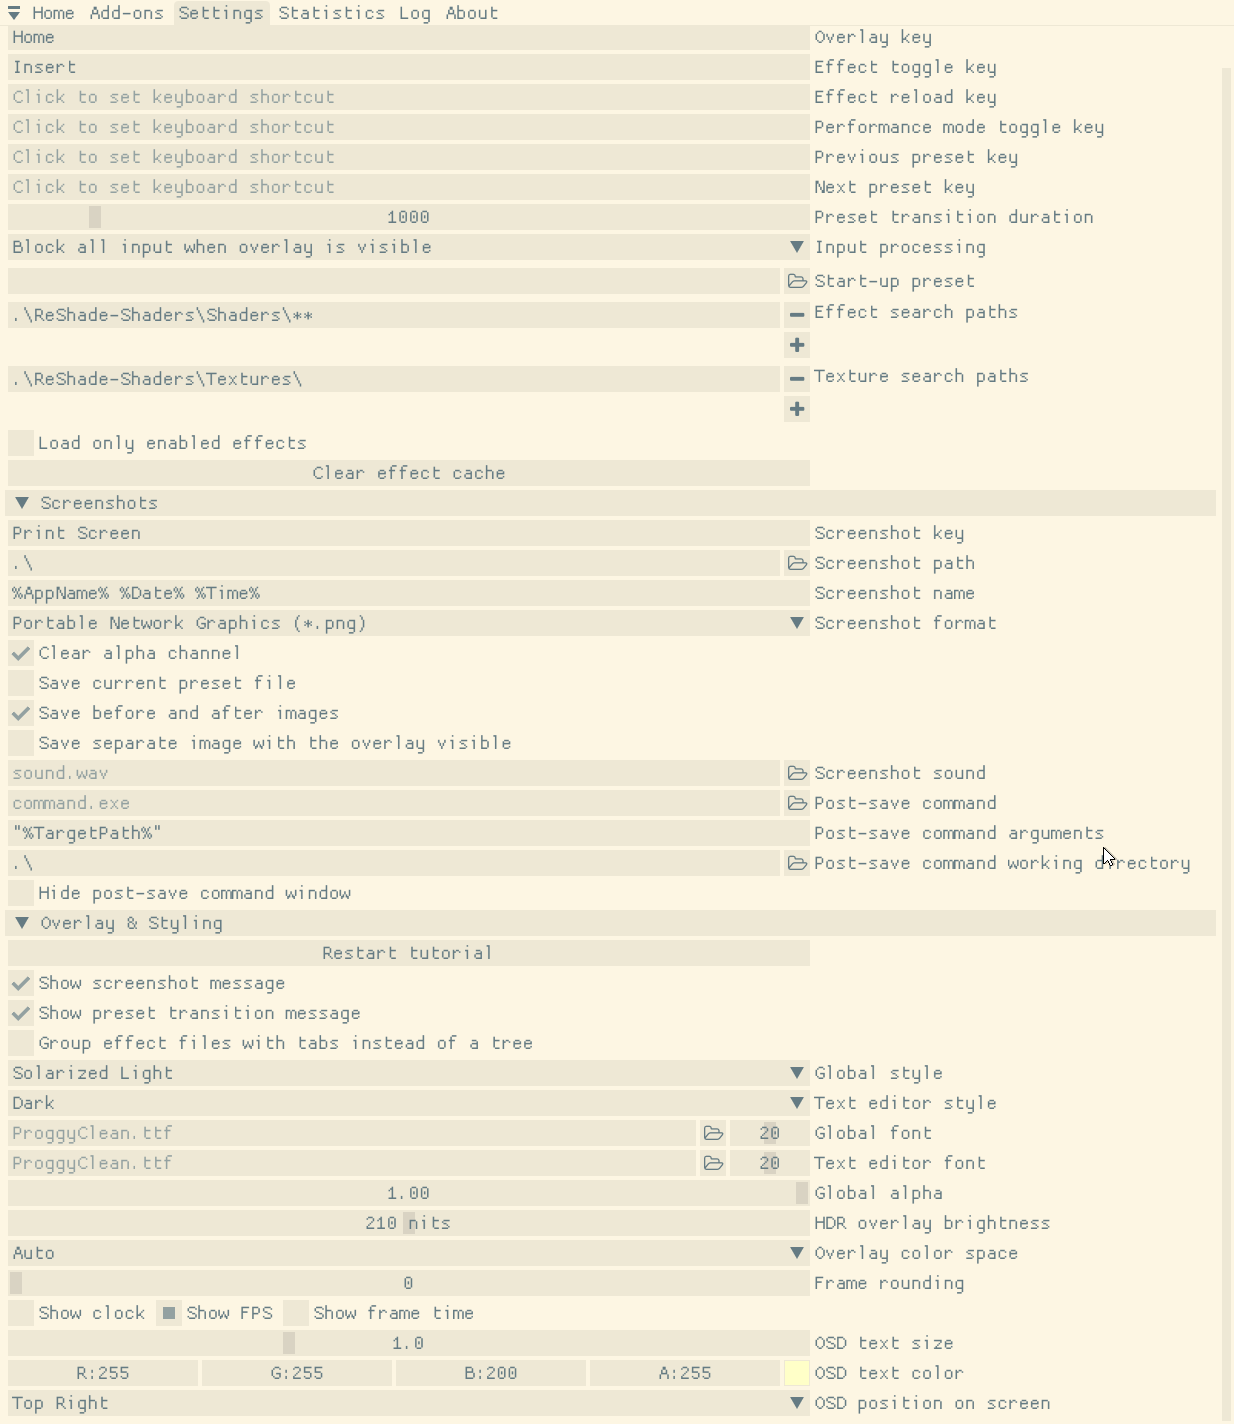 Home Add-ons Settings Statistics Log About
Home Overlay key
Insert Effect toggle key
Click to set keyboard shortcut Effect reload key
Click to set keyboard shortcut Performance mode toggle key
Click to set keyboard shortcut Previous preset key
Click to set keyboard shortcut Next preset key
1000 Preset transition duration
Block all input when overlay is visible Input processing
Start-up preset
.\ReShade-Shaders\Shaders\** Effect search paths
.\ReShade-Shaders\Textures\ Texture search paths
Load only enabled effects
Clear effect cache
Screenshots
Print Screen Screenshot key
.\ Screenshot path
%AppName% %Date% %Time% Screenshot name
Portable Network Graphics (*.png) Screenshot format
Clear alpha channel
Save current preset file
Save before and after images
Save separate image with the overlay visible
sound.wav Screenshot sound
command.exe Post-save command
"%TargetPath%" Post-save command arguments
.\ Post-save command working directory
Hide post-save command window
Overlay & Styling
Restart tutorial
Show screenshot message
Show preset transition message
Group effect files with tabs instead of a tree
Solarized Light Global style
Dark Text editor style
ProggyClean.ttf 20 Global font
ProggyClean.ttf 20 Text editor font
1.00 Global alpha
210 nits HDR overlay brightness
Auto Overlay color space
0 Frame rounding
Show clock Show FPS Show frame time
1.0 OSD text size
R:255 G:255 B:200 A:255 OSD text color
Top Right OSD position on screen